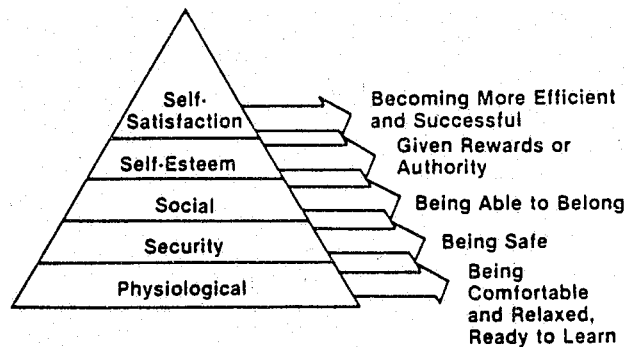 Self-
Satisfaction
Becoming More Efficient
and Successful
Self-Esteem
Given Rewards or
Authority
Social
Being Able to Belong
Security
Being Safe
Physiological
Being
Comfortable
and Relaxed,
Ready to Learn